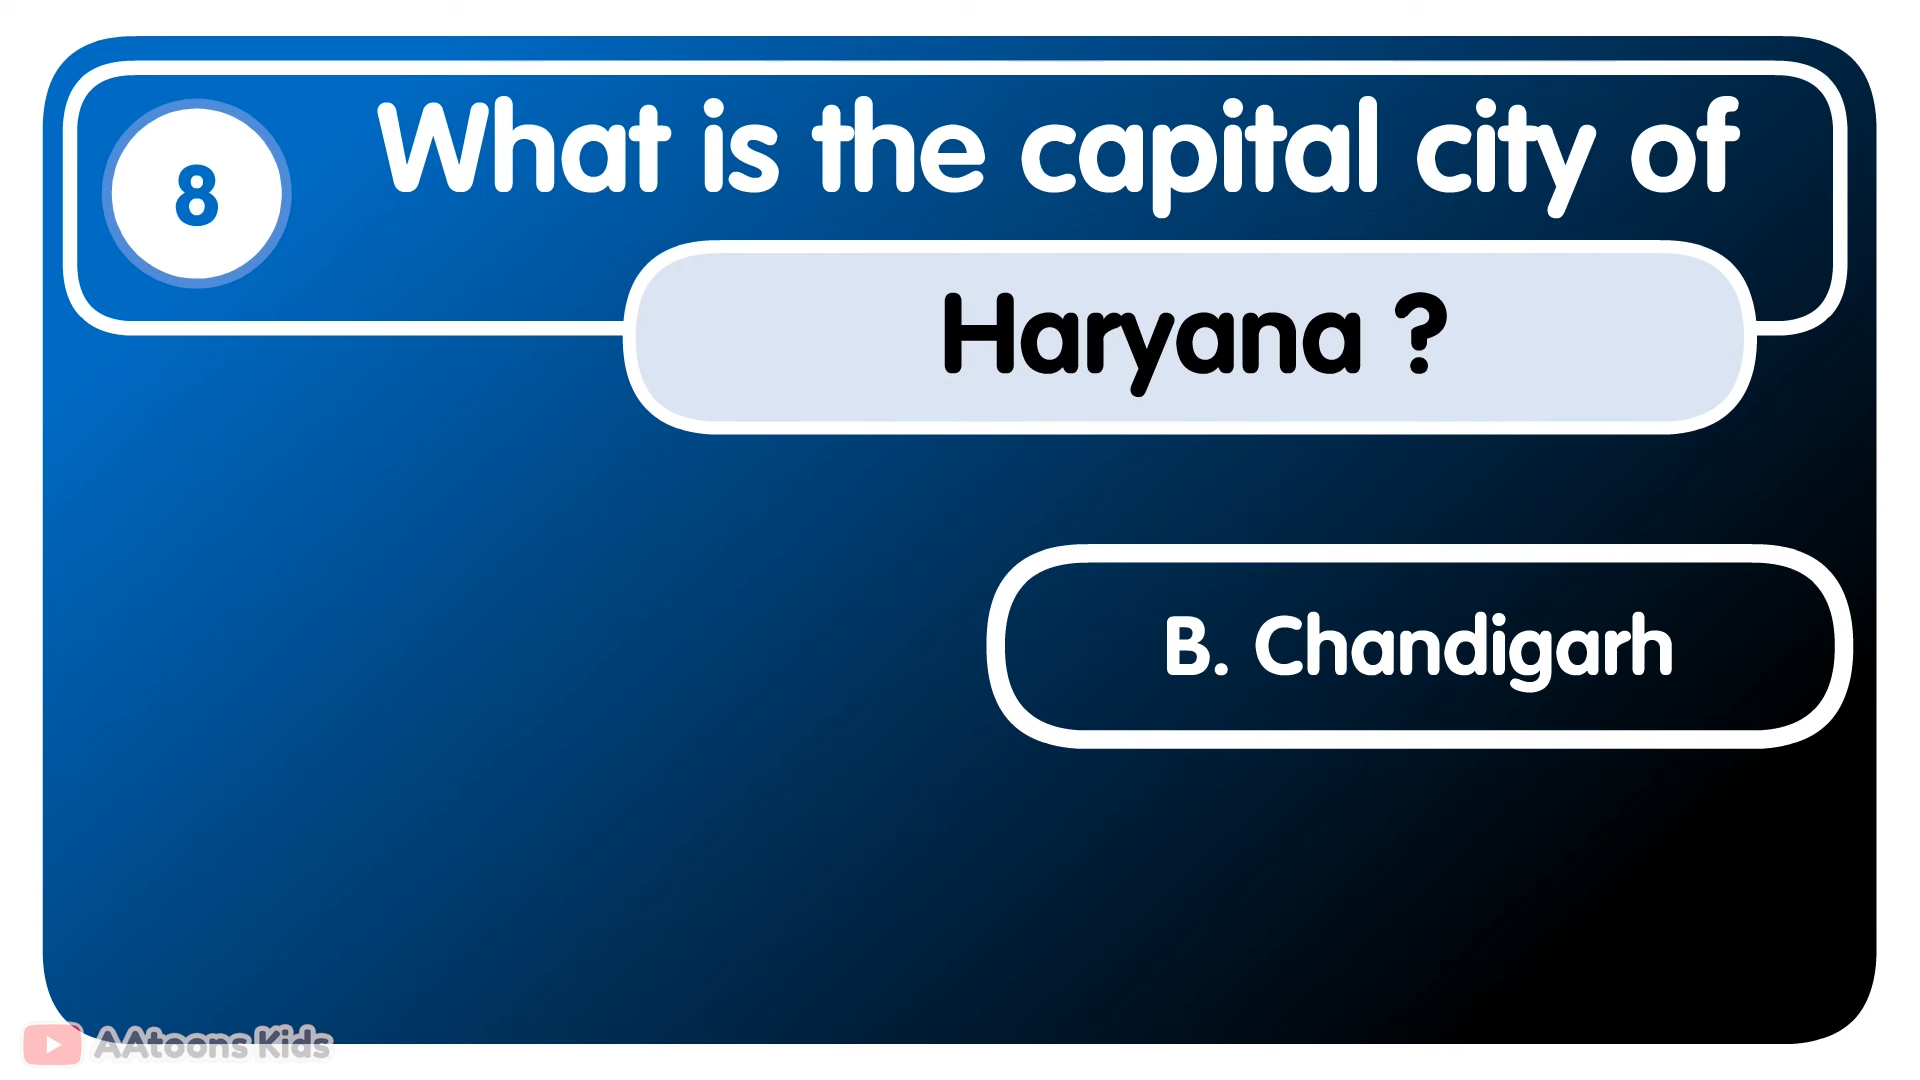 8
What is the capital city of
Haryana ?
B. Chandigarh
AAtoons Kids